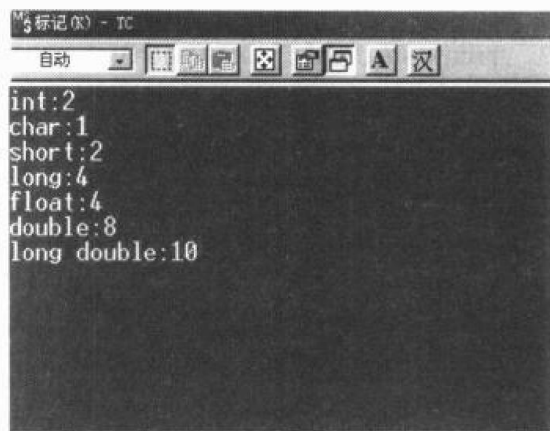 标记(K) - TC
自动
A 汉
int:2
char:1
short:2
long:4
float:4
double:8
long double:10